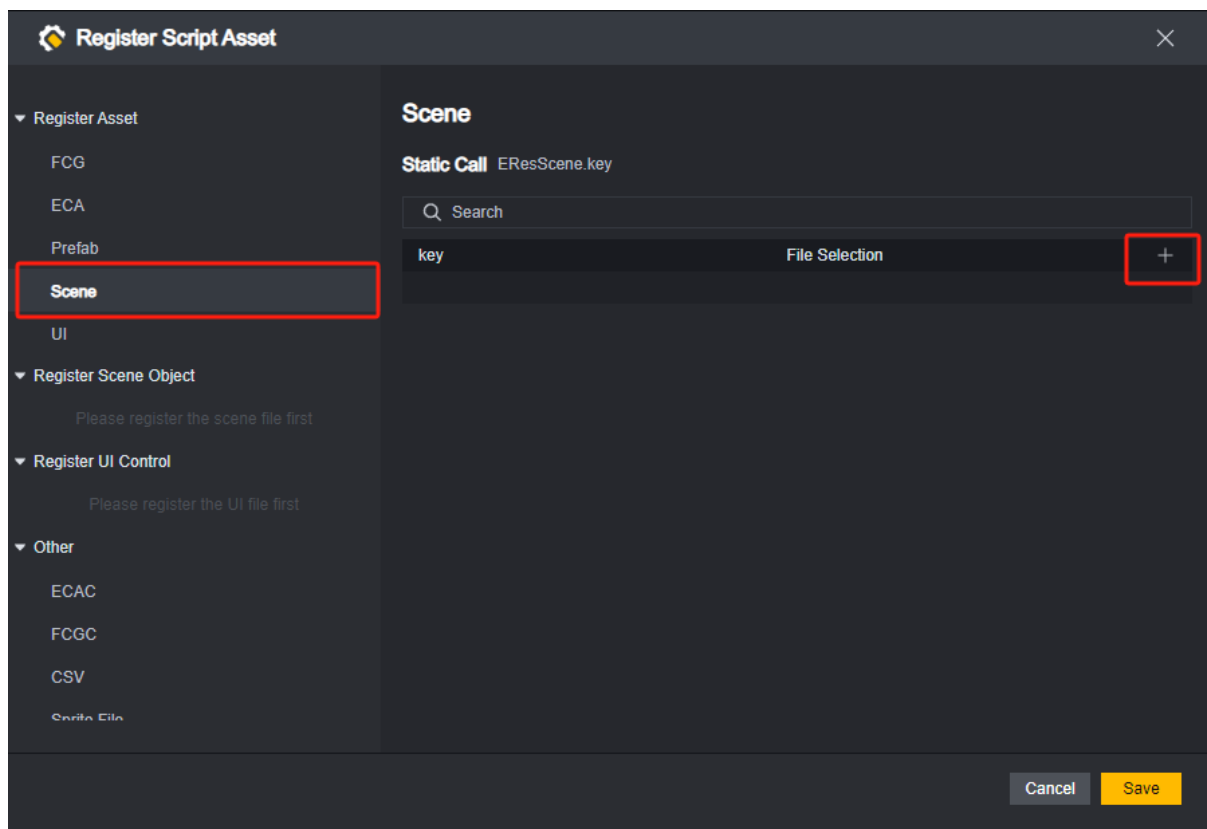 Register Script Asset
Register Asset
FCG
ECA
Prefab
Scene
UI
Register Scene Object
Please register the scene file first
Register UI Control
Please register the UI file first
Other
ECAC
FCGC
CSV
Sprite File
Scene
Static Call EResScene.key
Search
key File Selection
Cancel Save